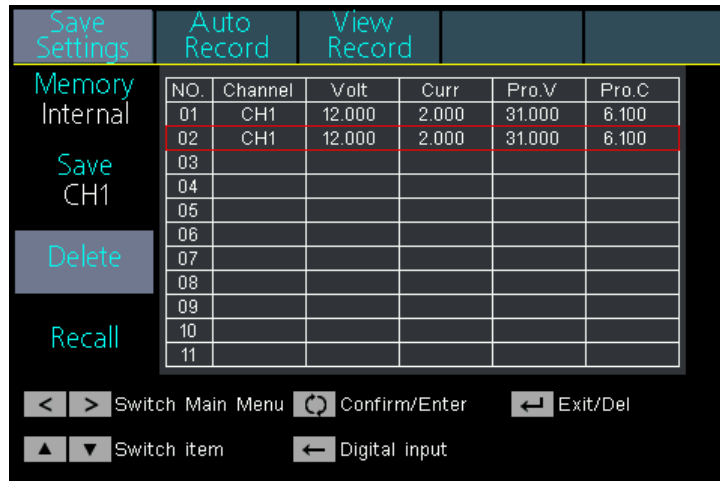 Save Settings Auto Record View Record
Memory
Internal
Save
CH1
Delete
Recall
NO. Channel Volt Curr Pro.V Pro.C
01 CH1 12.000 2.000 31.000 6.100
02 CH1 12.000 2.000 31.000 6.100
03
04
05
06
07
08
09
10
11
< > Switch Main Menu Confirm/Enter Exit/Del
▲ ▼ Switch item ← Digital input